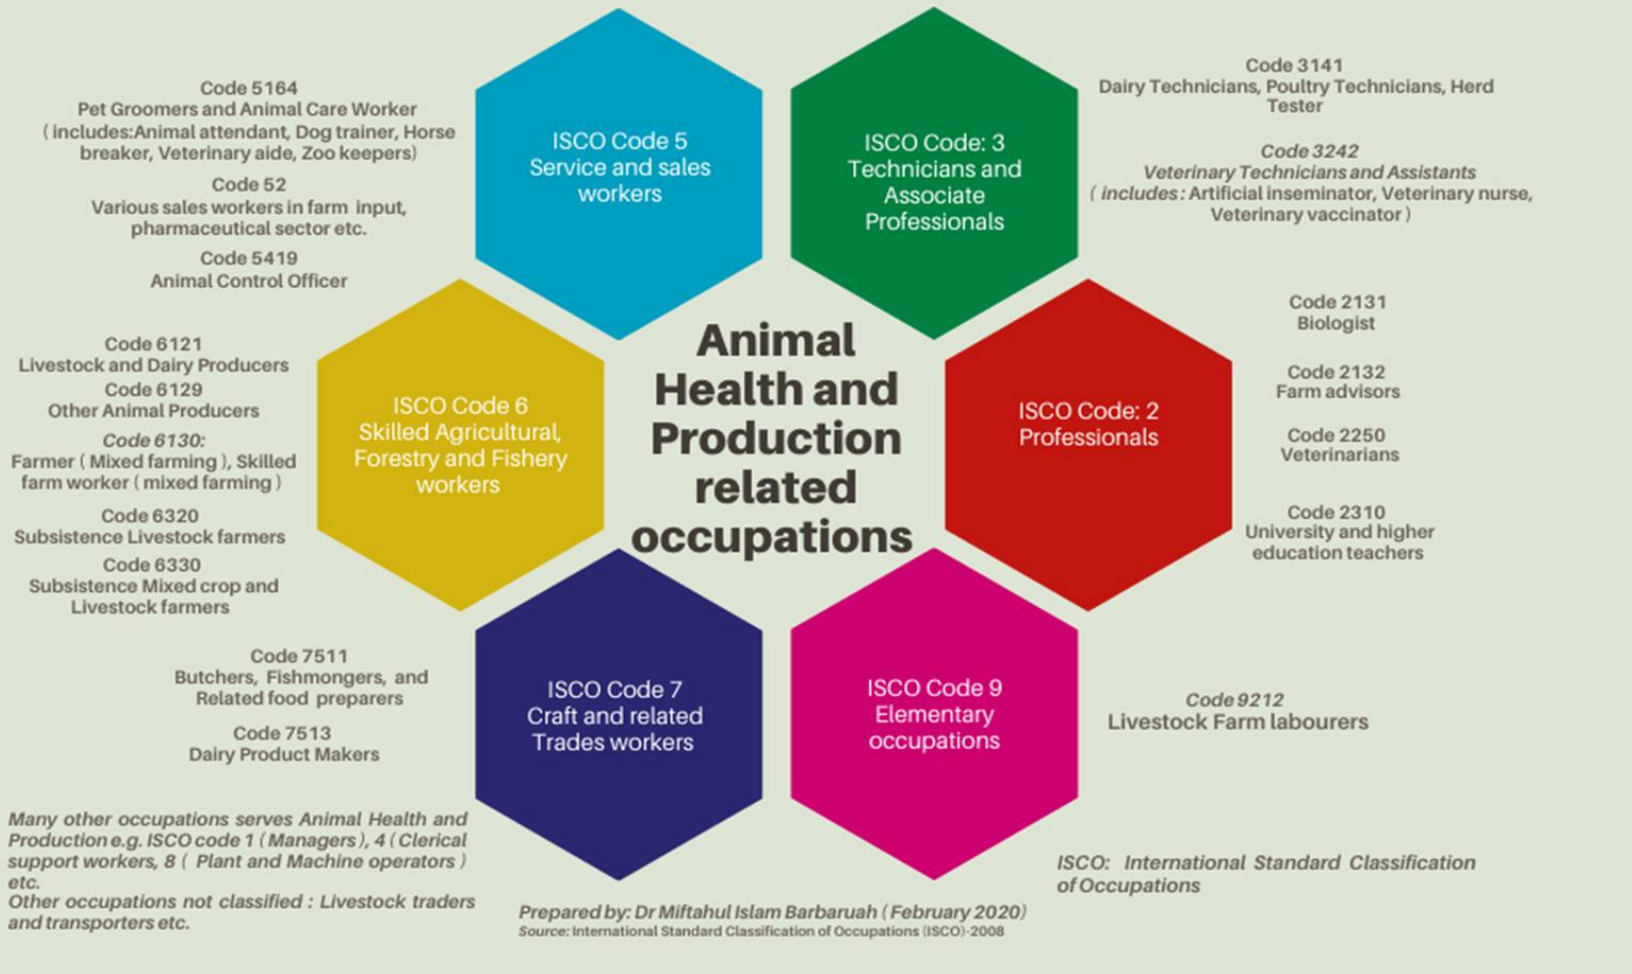 Animal
Health and
Production
related
occupations
ISCO Code 5
Service and sales
workers
Code 5164
Pet Groomers and Animal Care Worker
( includes:Animal attendant, Dog trainer, Horse
breaker, Veterinary aide, Zoo keepers)
Code 52
Various sales workers in farm input,
pharmaceutical sector etc.
Code 5419
Animal Control Officer
ISCO Code: 3
Technicians and
Associate
Professionals
Code 3141
Dairy Technicians, Poultry Technicians, Herd
Tester
Code 3242
Veterinary Technicians and Assistants
( includes : Artificial inseminator, Veterinary nurse,
Veterinary vaccinator )
ISCO Code 6
Skilled Agricultural,
Forestry and Fishery
workers
Code 6121
Livestock and Dairy Producers
Code 6129
Other Animal Producers
Code 6130:
Farmer ( Mixed farming ), Skilled
farm worker ( mixed farming )
Code 6320
Subsistence Livestock farmers
Code 6330
Subsistence Mixed crop and
Livestock farmers
ISCO Code: 2
Professionals
Code 2131
Biologist
Code 2132
Farm advisors
Code 2250
Veterinarians
Code 2310
University and higher
education teachers
ISCO Code 7
Craft and related
Trades workers
Code 7511
Butchers, Fishmongers, and
Related food preparers
Code 7513
Dairy Product Makers
ISCO Code 9
Elementary
occupations
Code 9212
Livestock Farm labourers
Many other occupations serves Animal Health and
Production e.g. ISCO code 1 ( Managers ), 4 ( Clerical
support workers, 8 ( Plant and Machine operators )
etc.
Other occupations not classified : Livestock traders
and transporters etc.
ISCO: International Standard Classification
of Occupations
Prepared by: Dr Miftahul Islam Barbaruah ( February 2020)
Source: International Standard Classification of Occupations (ISCO)-2008